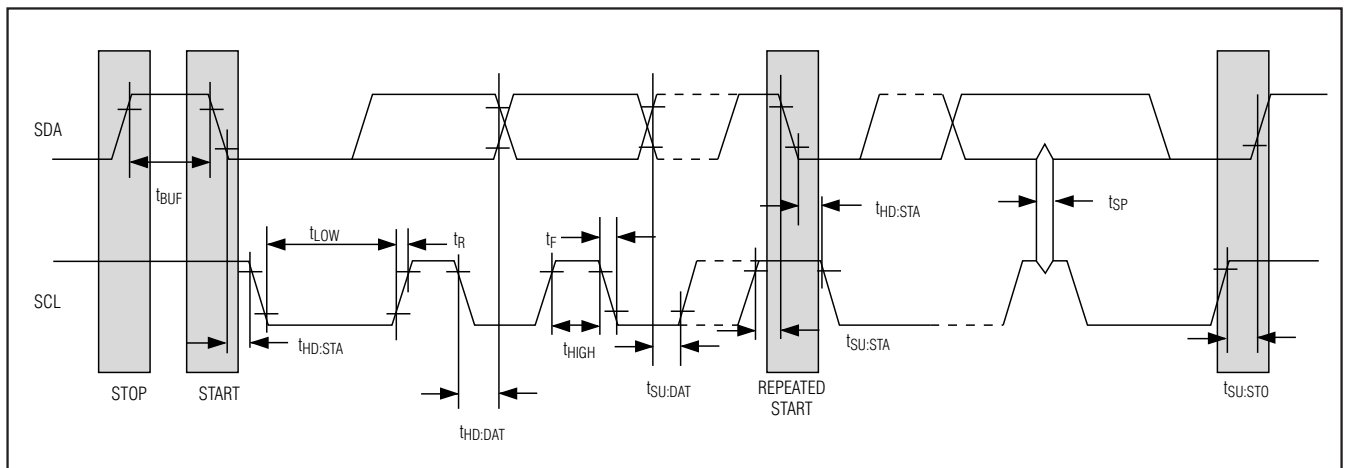 SDA
tBUF
tLOW
tR
tF
tHD:STA
tSP
SCL
tHD:STA
tHIGH
tSU:DAT
tSU:STA
tSU:STO
STOP
START
REPEATED
START
tHD:DAT